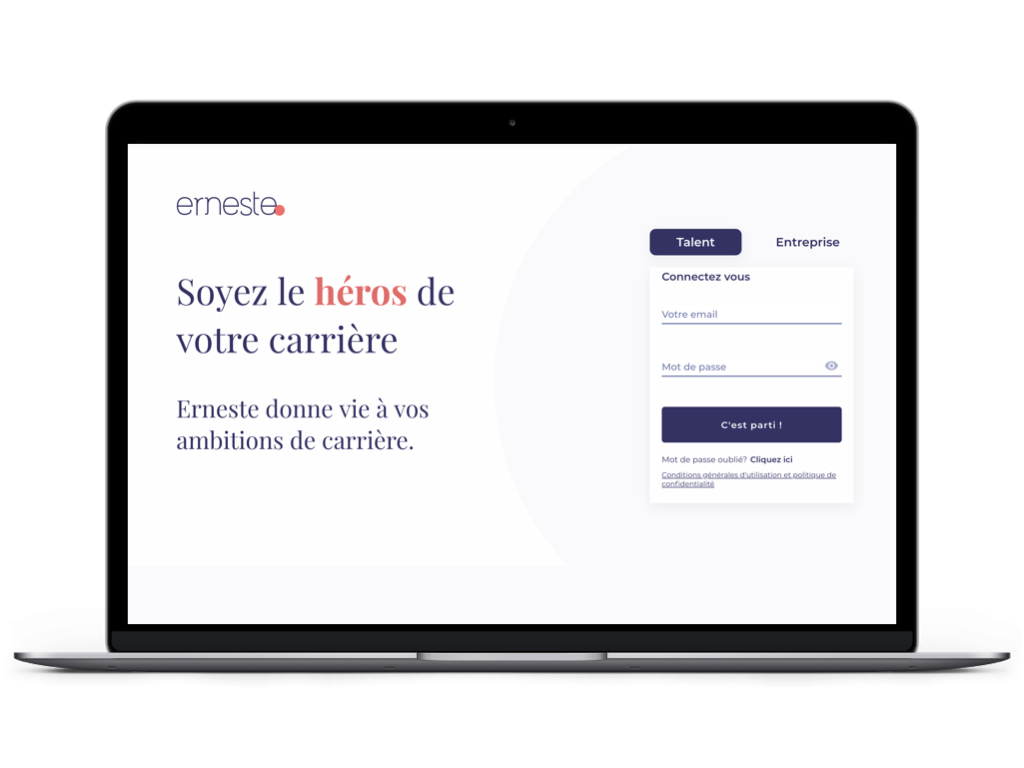 erneste
Soyez le héros de
votre carrière
Erneste donne vie à vos
ambitions de carrière.
Talent
Entreprise
Connectez vous
Votre email
Mot de passe
C'est parti !
Mot de passe oublié? Cliquez ici
Conditions générales d'utilisation et politique de
confidentialité